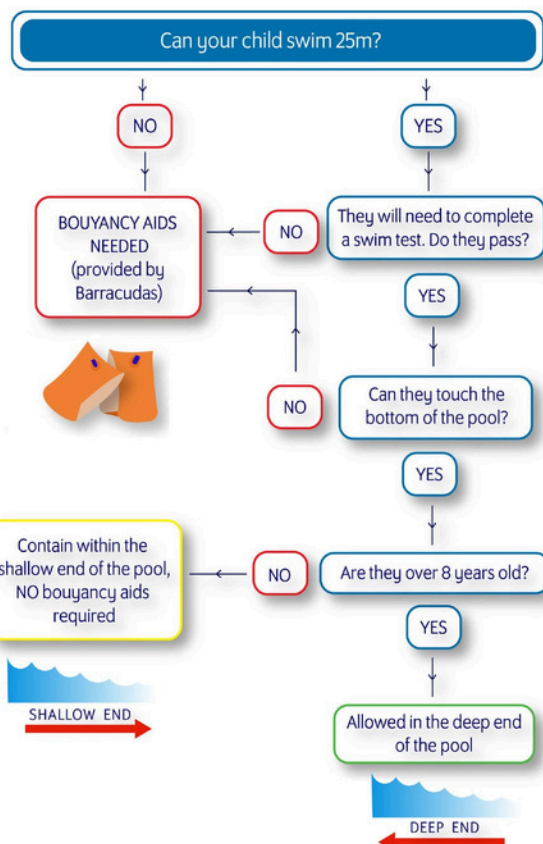 Can your child swim 25m?
NO
YES
BOUYANCY AIDS
NEEDED
(provided by
Barracudas)
NO
They will need to complete
a swim test. Do they pass?
YES
NO
Can they touch the
bottom of the pool?
YES
Contain within the
shallow end of the pool,
NO bouyancy aids
required
NO
Are they over 8 years old?
YES
SHALLOW END
Allowed in the deep end
of the pool
DEEP END